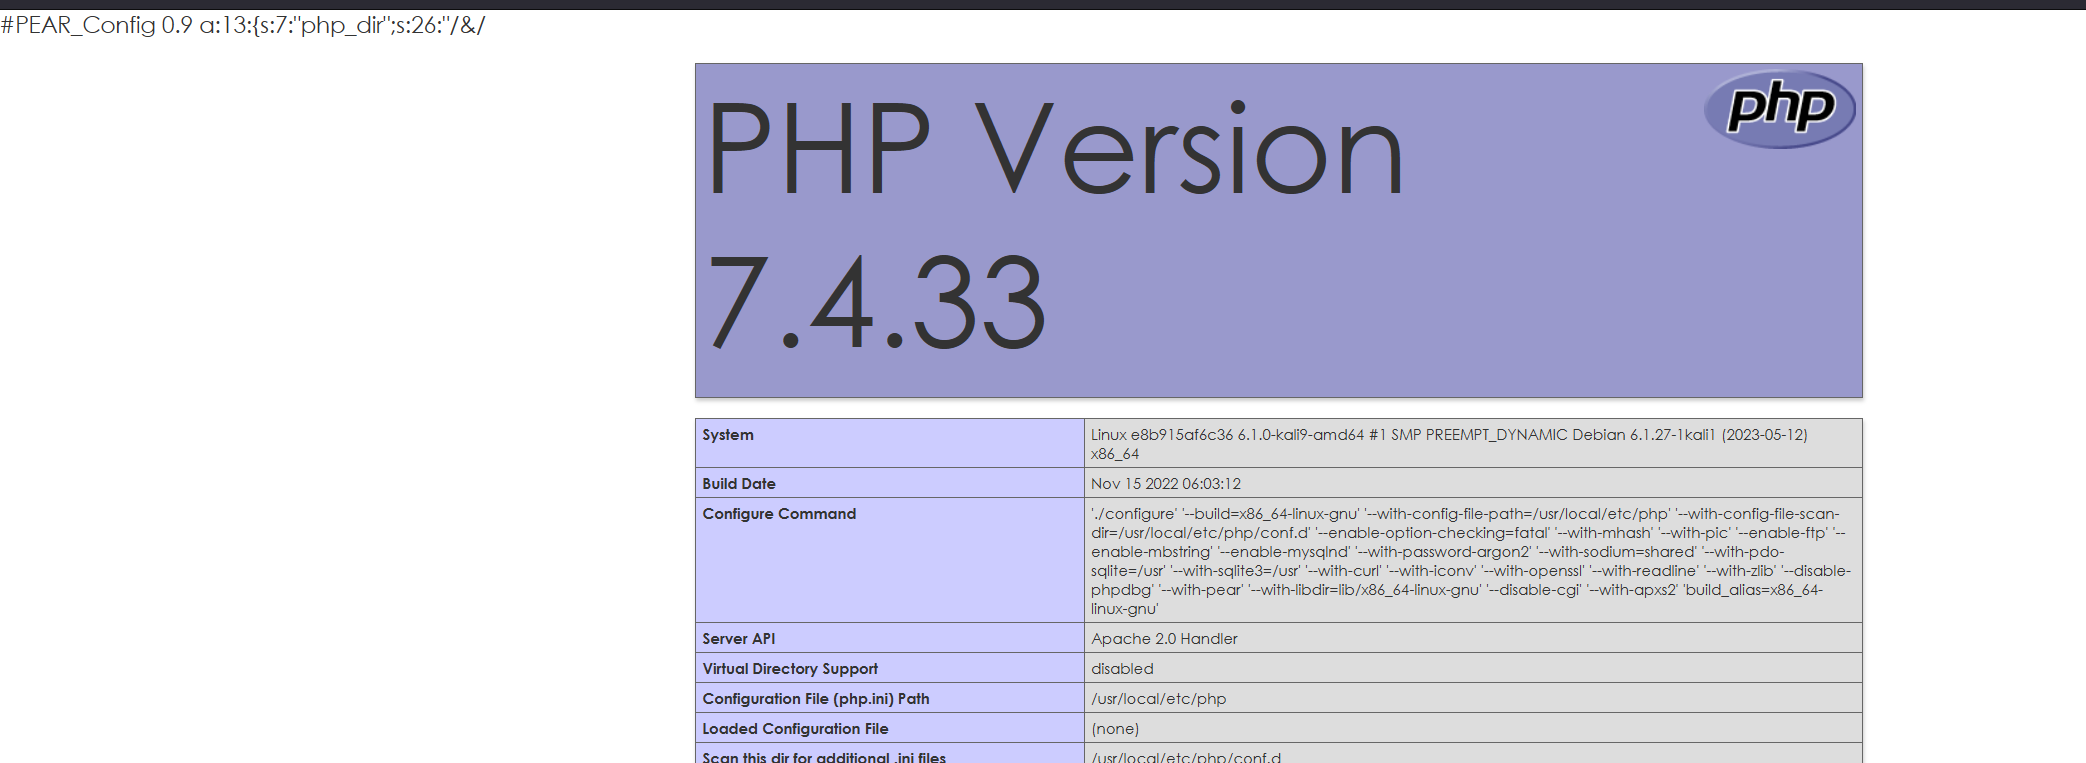 #PEAR_Config 0.9 a:13:{s:7:"php_dir";s:26:"/&/
php
PHP Version
7.4.33
System
Linux e8b915af6c36 6.1.0-kali9-amd64 #1 SMP PREEMPT_DYNAMIC Debian 6.1.27-1kali1 (2023-05-12)
x86_64
Build Date
Nov 15 2022 06:03:12
Configure Command
'./configure' '--build=x86_64-linux-gnu' '--with-config-file-path=/usr/local/etc/php' '--with-config-file-scan-
dir=/usr/local/etc/php/conf.d' '--enable-option-checking=fatal' '--with-mhash' '--with-pic' '--enable-ftp' '--
enable-mbstring' '--enable-mysqlnd' '--with-password-argon2' '--with-sodium=shared' '--with-pdo-
sqlite=/usr' '--with-sqlite3=/usr' '--with-curl' '--with-iconv' '--with-openssl' '--with-readline' '--with-zlib' '--disable-
phpdbg' '--with-pear' '--with-libdir=lib/x86_64-linux-gnu' '--disable-cgi' '--with-apxs2' 'build_alias=x86_64-
linux-gnu'
Server API
Apache 2.0 Handler
Virtual Directory Support
disabled
Configuration File (php.ini) Path
/usr/local/etc/php
Loaded Configuration File
(none)
Scan this dir for additional .ini files
/usr/local/etc/php/conf.d